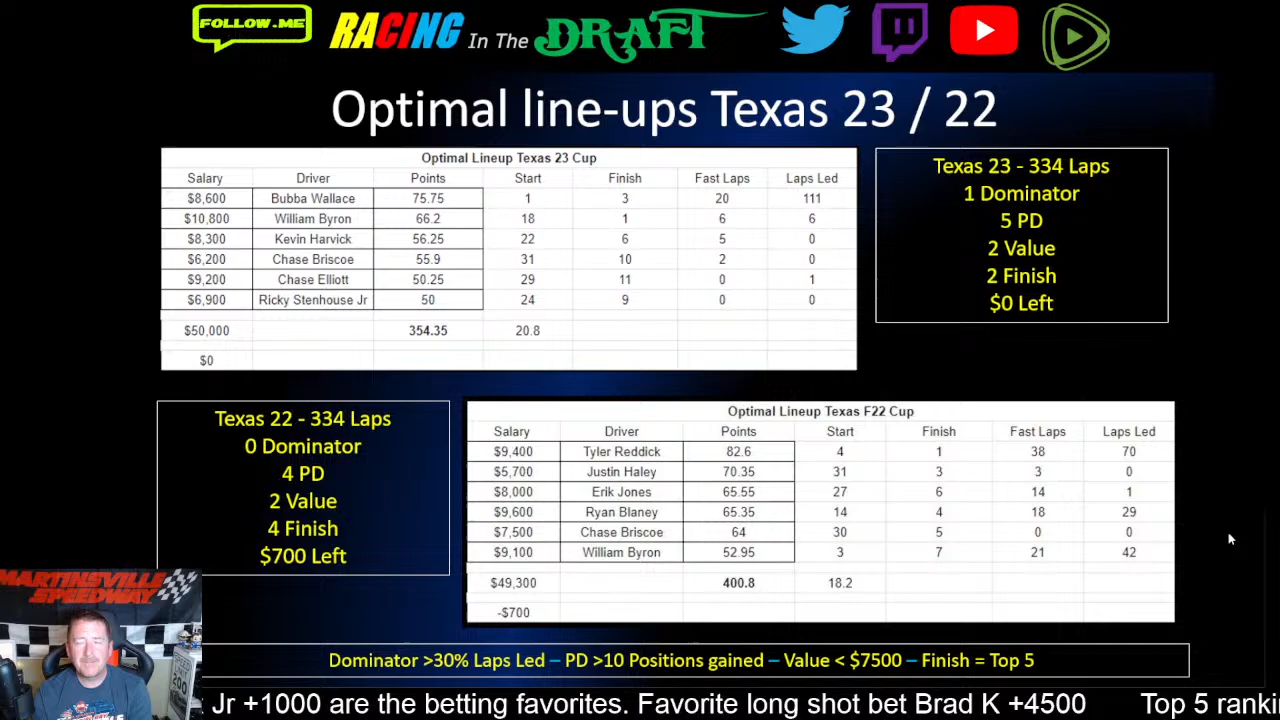 FOLLOW.ME
RACING In The DRAFT
Optimal line-ups Texas 23 / 22
Optimal Lineup Texas 23 Cup
Salary Driver Points Start Finish Fast Laps Laps Led
$8,600 Bubba Wallace 75.75 1 3 20 111
$10,800 William Byron 66.2 18 1 6 6
$8,300 Kevin Harvick 56.25 22 6 5 0
$6,200 Chase Briscoe 55.9 31 10 2 0
$9,200 Chase Elliott 50.25 29 11 0 1
$6,900 Ricky Stenhouse Jr 50 24 9 0 0
$50,000 354.35 20.8
$0
Texas 23 - 334 Laps
1 Dominator
5 PD
2 Value
2 Finish
$0 Left
Texas 22 - 334 Laps
0 Dominator
4 PD
2 Value
4 Finish
$700 Left
Optimal Lineup Texas F22 Cup
Salary Driver Points Start Finish Fast Laps Laps Led
$9,400 Tyler Reddick 82.6 4 1 38 70
$5,700 Justin Haley 70.35 31 3 3 0
$8,000 Erik Jones 65.55 27 6 14 1
$9,600 Ryan Blaney 65.35 14 4 18 29
$7,500 Chase Briscoe 64 30 5 0 0
$9,100 William Byron 52.95 3 7 21 42
$49,300 400.8 18.2
-$700
MARTINSVILLE
SPEEDWAY
200
Dominator >30% Laps Led – PD >10 Positions gained – Value < $7500 – Finish = Top 5
Jr +1000 are the betting favorites. Favorite long shot bet Brad K +4500 Top 5 ranki